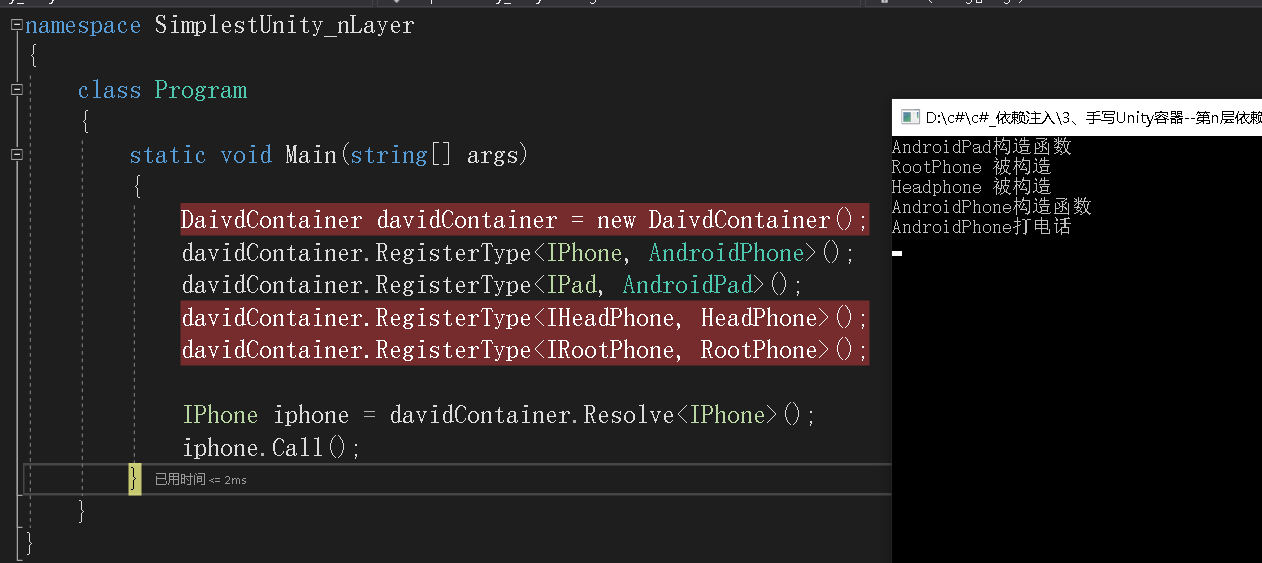 namespace SimplestUnity_nLayer
{
class Program
{
static void Main(string[] args)
{
DaivdContainer davidContainer = new DaivdContainer();
davidContainer.RegisterType<IPhone, AndroidPhone>();
davidContainer.RegisterType<IPad, AndroidPad>();
davidContainer.RegisterType<IHeadPhone, HeadPhone>();
davidContainer.RegisterType<IRootPhone, RootPhone>();
IPhone iphone = davidContainer.Resolve<IPhone>();
iphone.Call();
} 已用时间 <= 2ms
}
}
D:\c#\c#_依赖注入\3、手写Unity容器--第n层依赖
AndroidPad构造函数
RootPhone 被构造
Headphone 被构造
AndroidPhone构造函数
AndroidPhone打电话